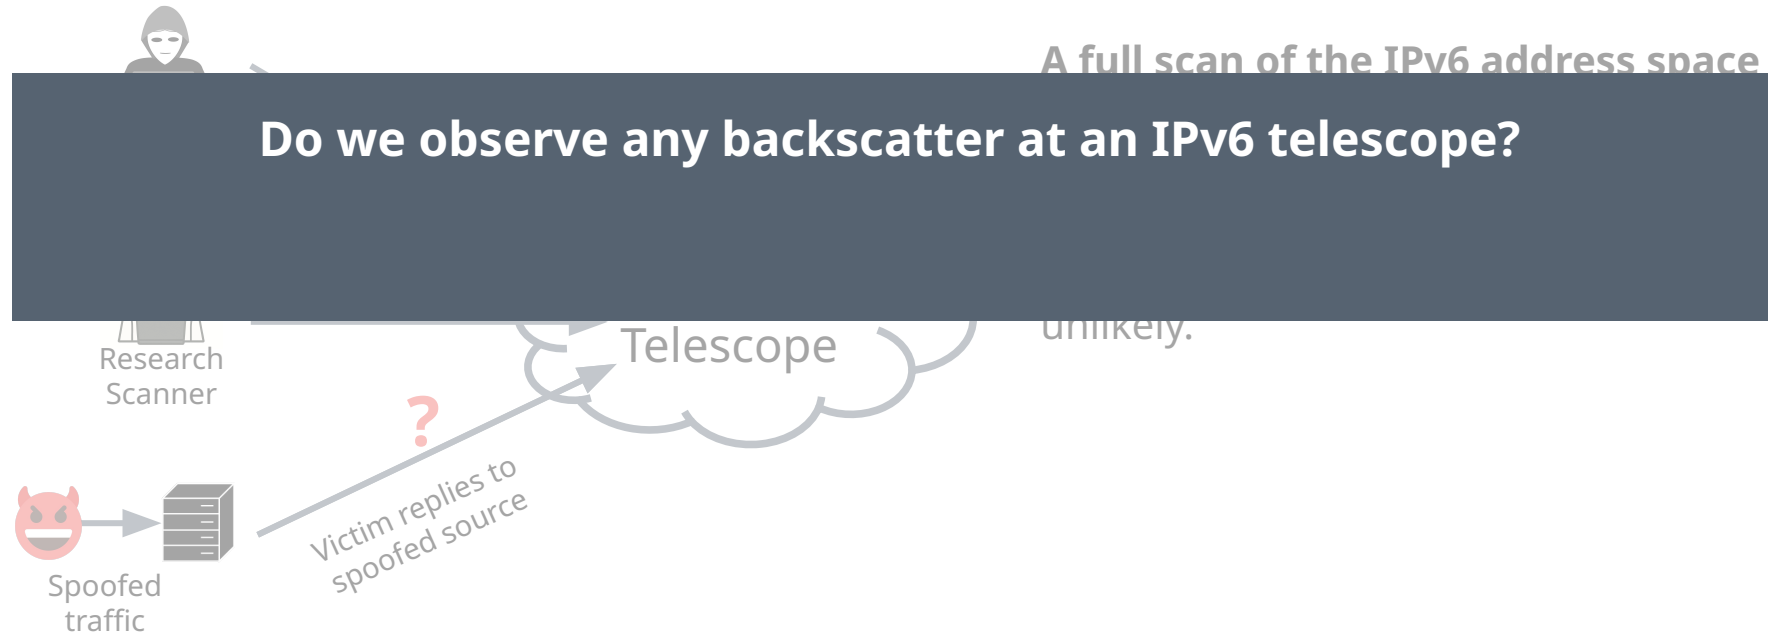 A full scan of the IPv6 address space
Do we observe any backscatter at an IPv6 telescope?
unlikely.
Telescope
Research
Scanner
?
Victim replies to
spoofed source
Spoofed
traffic